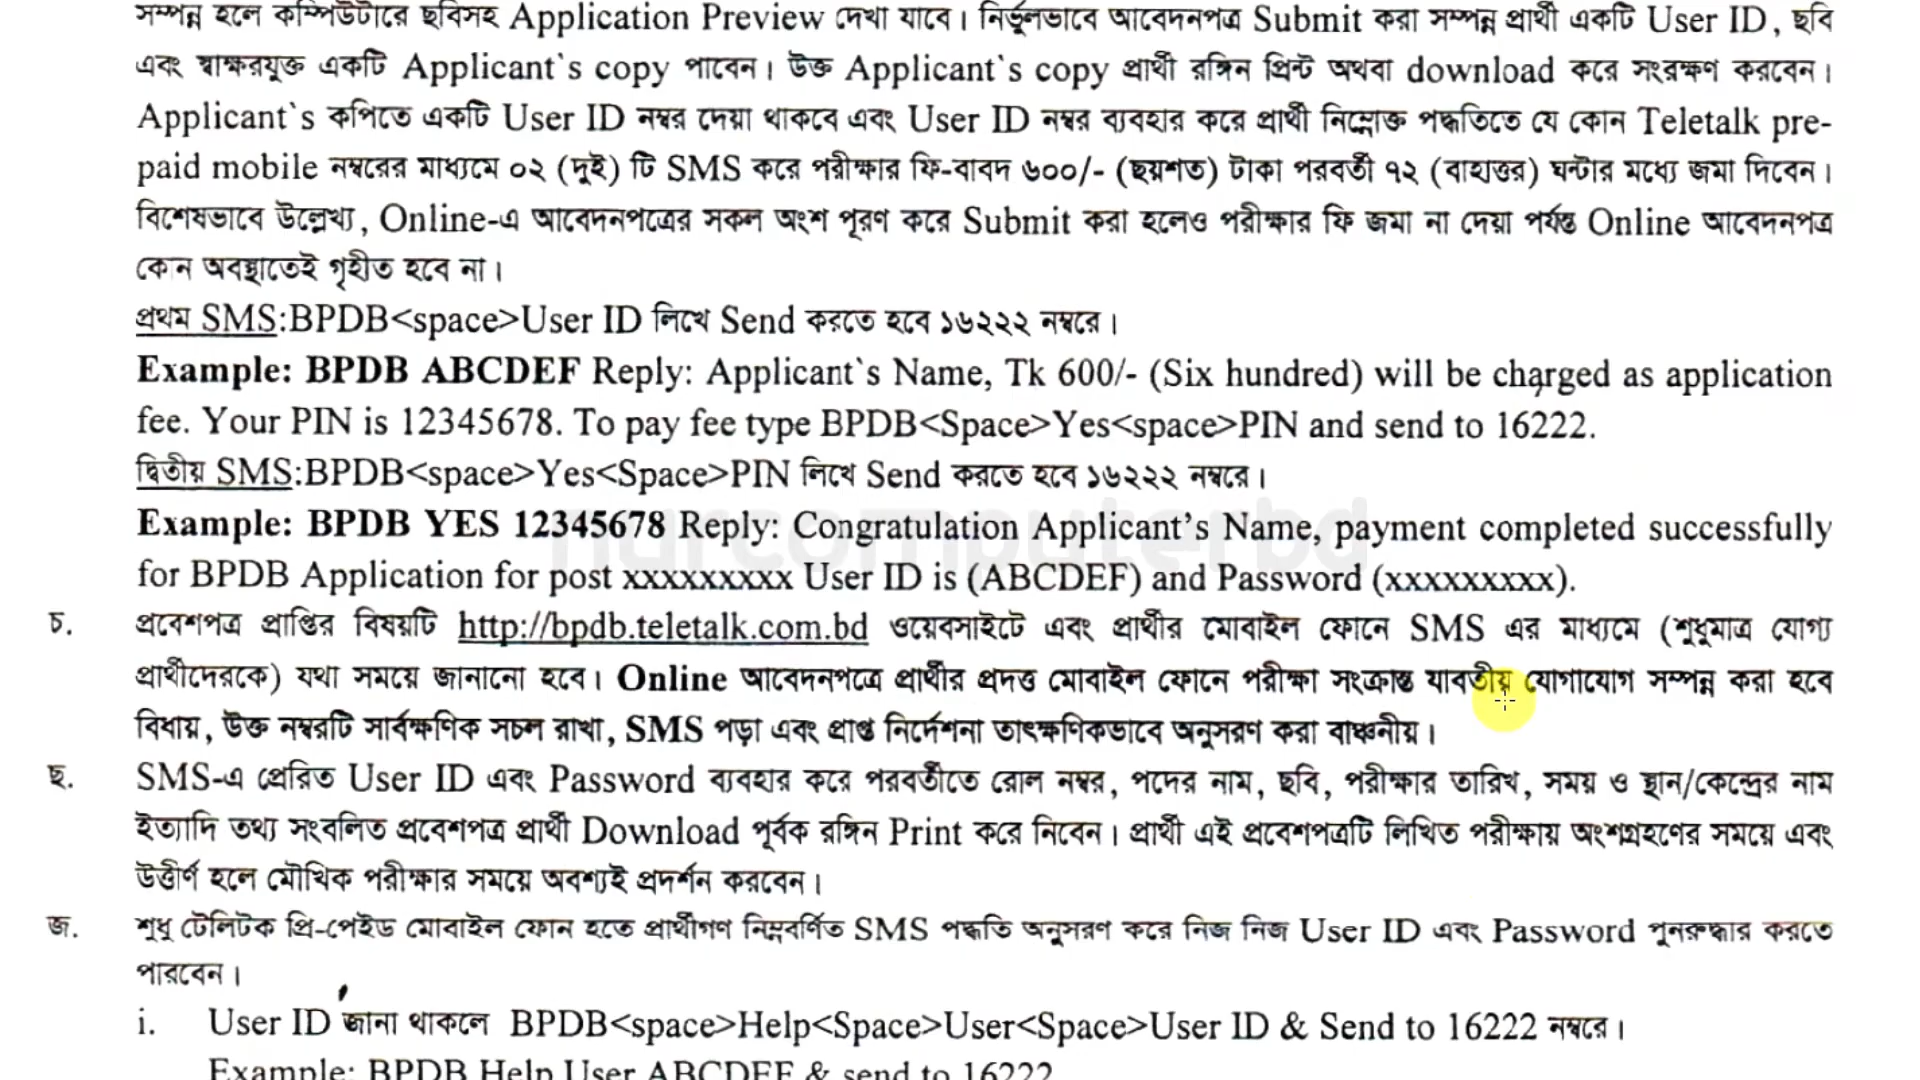 সম্পন্ন হলে কম্পিউটারে ছবিসহ Application Preview দেখা যাবে। নির্ভুলভাবে আবেদনপত্র Submit করা সম্পন্ন প্রার্থী একটি User ID, ছবি
এবং স্বাক্ষরযুক্ত একটি Applicant`s copy পাবেন। উক্ত Applicant`s copy প্রার্থী রঙ্গিন প্রিন্ট অথবা download করে সংরক্ষণ করবেন।
Applicant`s কপিতে একটি User ID নম্বর দেয়া থাকবে এবং User ID নম্বর ব্যবহার করে প্রার্থী নিম্নোক্ত পদ্ধতিতে যে কোন Teletalk pre-
paid mobile নম্বরের মাধ্যমে ০২ (দুই) টি SMS করে পরীক্ষার ফি-বাবদ ৬০০/- (ছয়শত) টাকা পরবর্তী ৭২ (বাহাত্তর) ঘন্টার মধ্যে জমা দিবেন।
বিশেষভাবে উল্লেখ্য, Online-এ আবেদনপত্রের সকল অংশ পূরণ করে Submit করা হলেও পরীক্ষার ফি জমা না দেয়া পর্যন্ত Online আবেদনপত্র
কোন অবস্থাতেই গৃহীত হবে না।
প্রথম SMS:BPDB<space>User ID লিখে Send করতে হবে ১৬২২২ নম্বরে।
Example: BPDB ABCDEF Reply: Applicant`s Name, Tk 600/- (Six hundred) will be charged as application
fee. Your PIN is 12345678. To pay fee type BPDB<Space>Yes<space>PIN and send to 16222.
দ্বিতীয় SMS:BPDB<space>Yes<Space>PIN লিখে Send করতে হবে ১৬২২২ নম্বরে।
Example: BPDB YES 12345678 Reply: Congratulation Applicant’s Name, payment completed successfully
for BPDB Application for post xxxxxxxxx User ID is (ABCDEF) and Password (xxxxxxxxx).
nurcomputerbd
চ. প্রবেশপত্র প্রাপ্তির বিষয়টি http://bpdb.teletalk.com.bd ওয়েবসাইটে এবং প্রার্থীর মোবাইল ফোনে SMS এর মাধ্যমে (শুধুমাত্র যোগ্য
প্রার্থীদেরকে) যথা সময়ে জানানো হবে। Online আবেদনপত্রে প্রার্থীর প্রদত্ত মোবাইল ফোনে পরীক্ষা সংক্রান্ত যাবতীয় যোগাযোগ সম্পন্ন করা হবে
বিধায়, উক্ত নম্বরটি সার্বক্ষণিক সচল রাখা, SMS পড়া এবং প্রাপ্ত নির্দেশনা তাৎক্ষণিকভাবে অনুসরণ করা বাঞ্চনীয়।
ছ. SMS-এ প্রেরিত User ID এবং Password ব্যবহার করে পরবর্তীতে রোল নম্বর, পদের নাম, ছবি, পরীক্ষার তারিখ, সময় ও স্থান/কেন্দ্রের নাম
ইত্যাদি তথ্য সংবলিত প্রবেশপত্র প্রার্থী Download পূর্বক রঙ্গিন Print করে নিবেন। প্রার্থী এই প্রবেশপত্রটি লিখিত পরীক্ষায় অংশগ্রহণের সময়ে এবং
উত্তীর্ণ হলে মৌখিক পরীক্ষার সময়ে অবশ্যই প্রদর্শন করবেন।
জ. শুধু টেলিটক প্রি-পেইড মোবাইল ফোন হতে প্রার্থীগণ নিম্নবর্ণিত SMS পদ্ধতি অনুসরণ করে নিজ নিজ User ID এবং Password পুনরুদ্ধার করতে
পারবেন।
i. User ID জানা থাকলে BPDB<space>Help<Space>User<Space>User ID & Send to 16222 নম্বরে।
Example: BPDB Help User ABCDEF & send to 16222